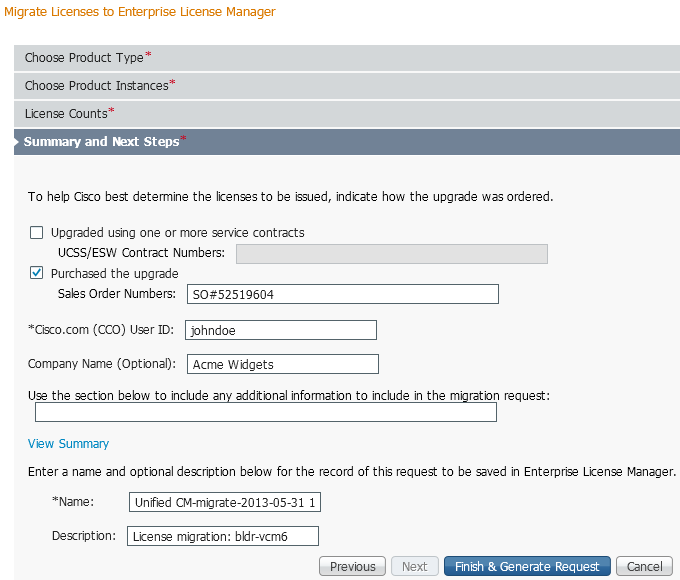 Migrate Licenses to Enterprise License Manager
Choose Product Type*
Choose Product Instances*
License Counts*
Summary and Next Steps*
To help Cisco best determine the licenses to be issued, indicate how the upgrade was ordered.
Upgraded using one or more service contracts
UCSS/ESW Contract Numbers:
Purchased the upgrade
Sales Order Numbers: SO#52519604
*Cisco.com (CCO) User ID: johndoe
Company Name (Optional): Acme Widgets
Use the section below to include any additional information to include in the migration request:
View Summary
Enter a name and optional description below for the record of this request to be saved in Enterprise License Manager.
*Name: Unified CM-migrate-2013-05-31 1
Description: License migration: bldr-vcm6
Previous Next Finish & Generate Request Cancel